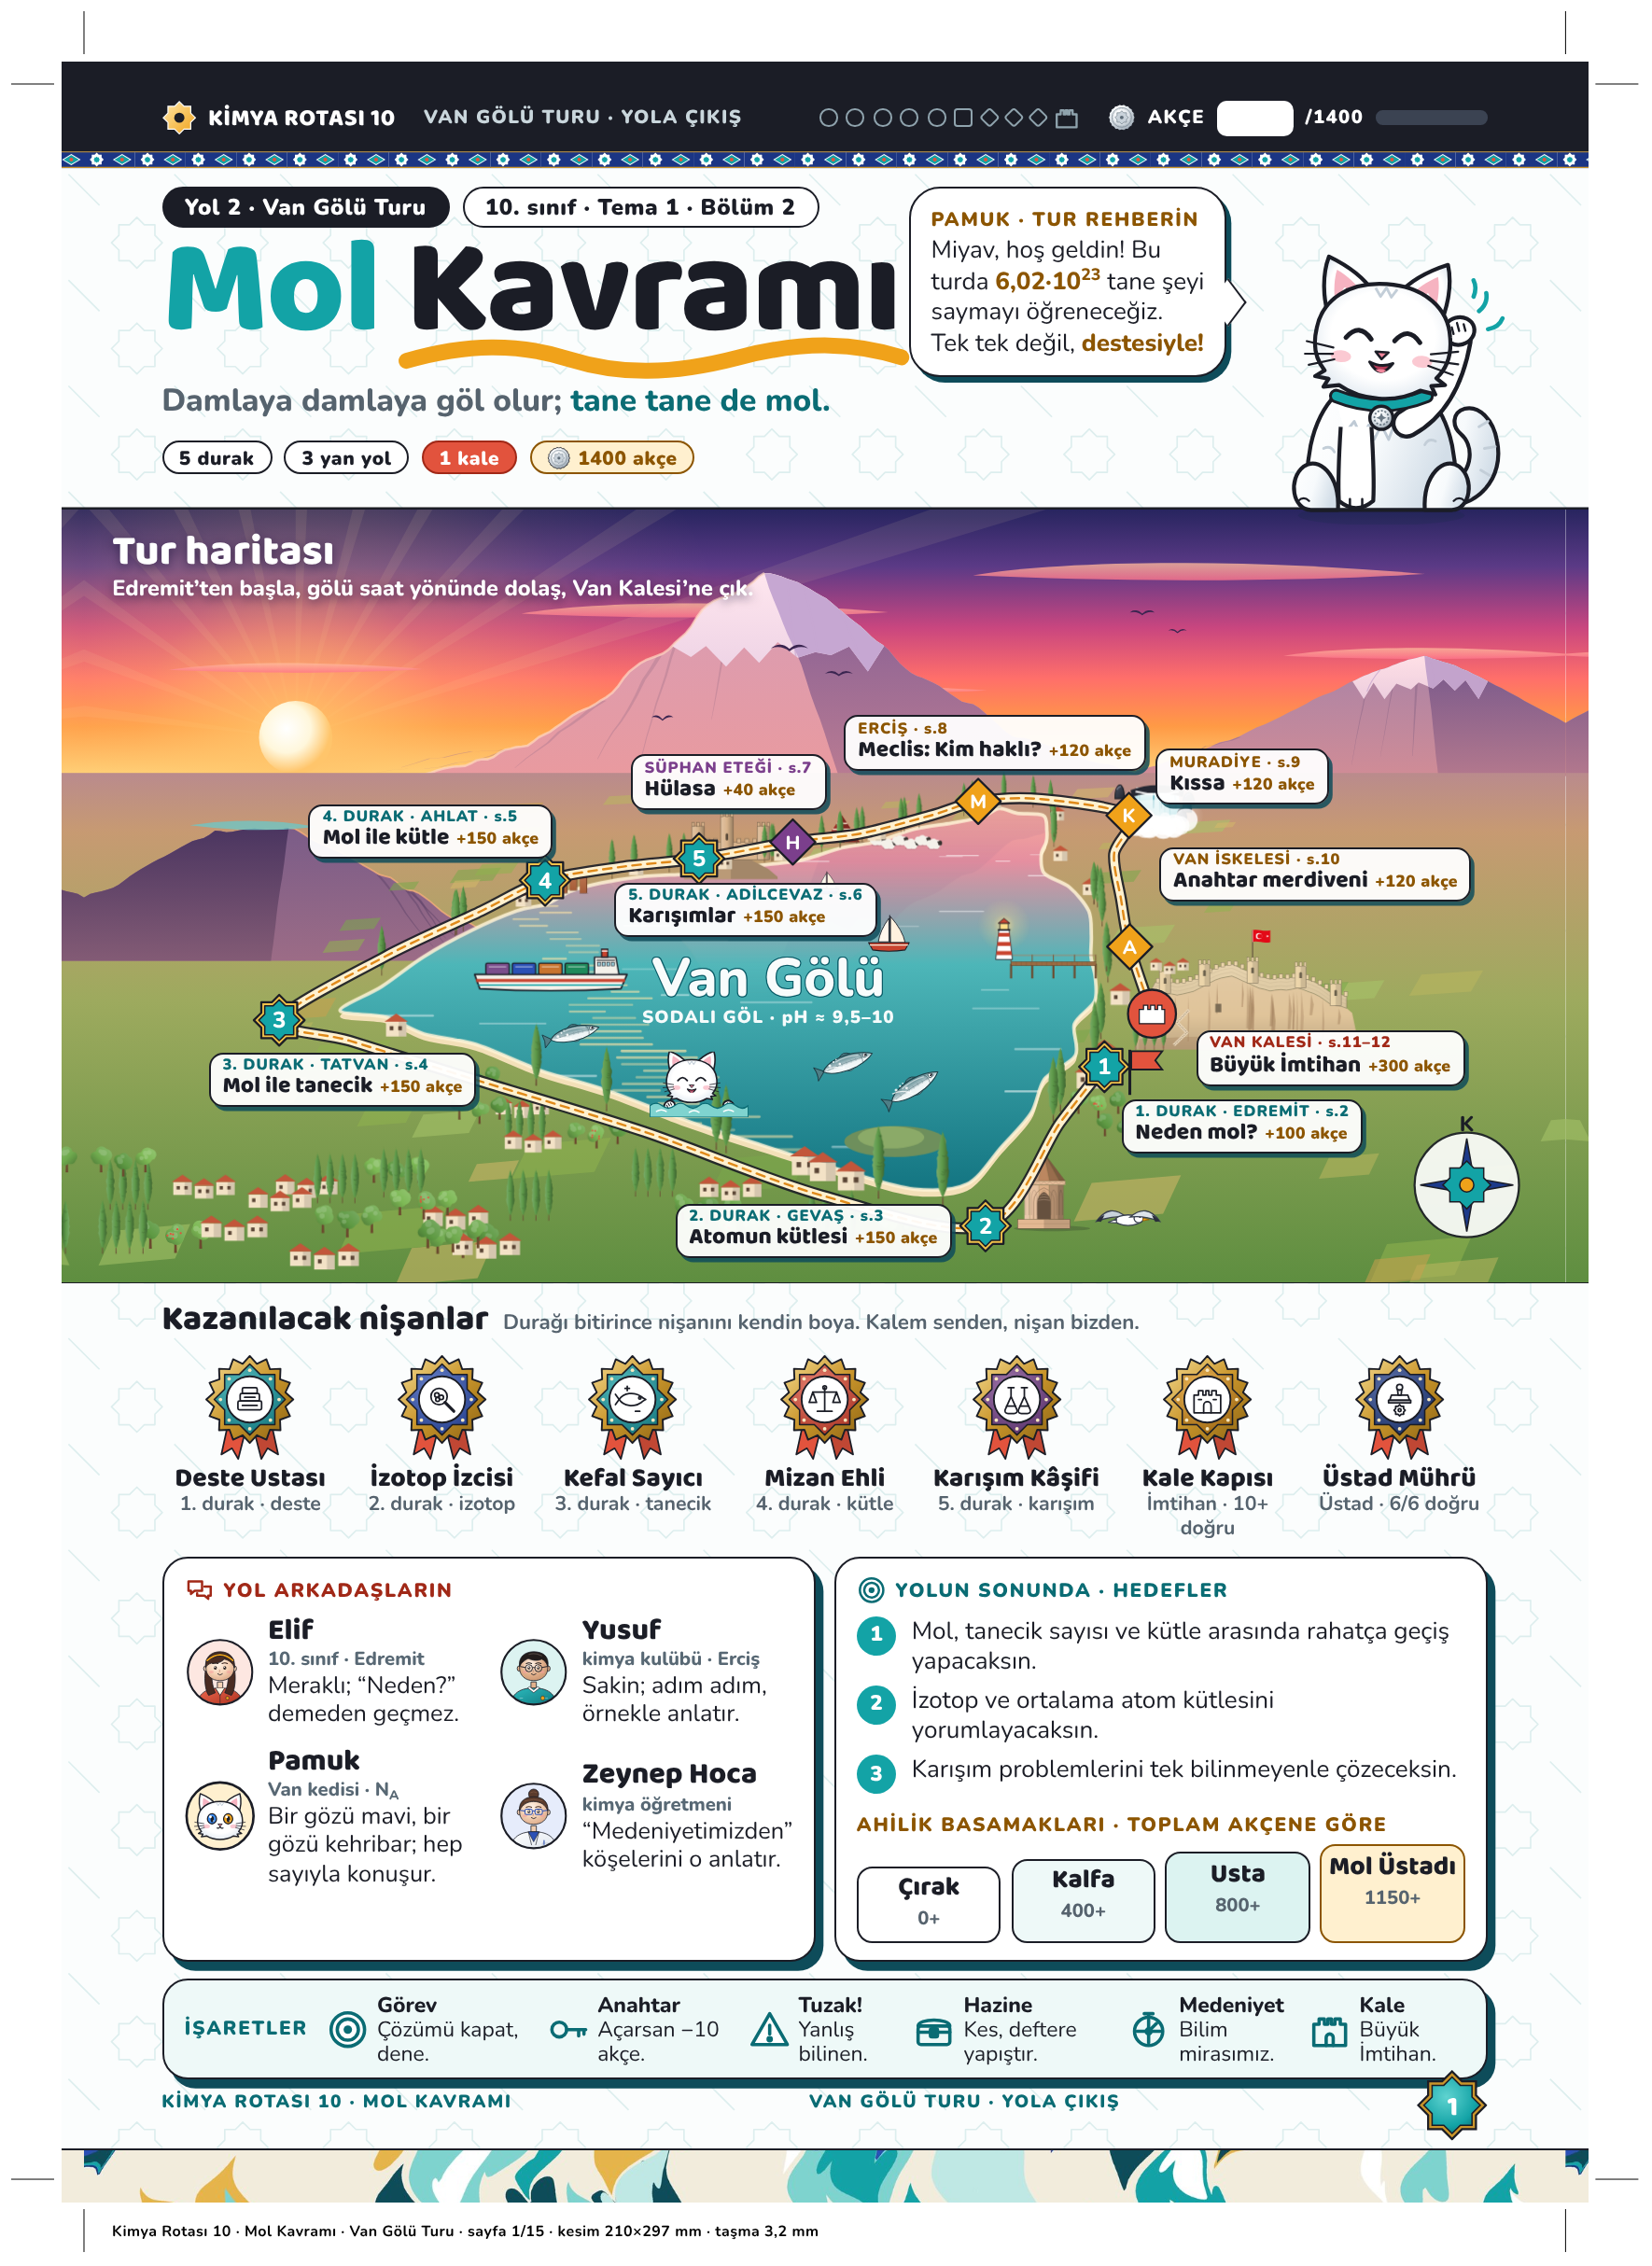 KİMYA ROTASI 10 VAN GÖLÜ TURU · YOLA ÇIKIŞ AKÇE /1400
Yol 2 · Van Gölü Turu 10. sınıf · Tema 1 · Bölüm 2
Mol Kavramı
Damlaya damlaya göl olur; tane tane de mol.
5 durak 3 yan yol 1 kale 1400 akçe
PAMUK · TUR REHBERİN
Miyav, hoş geldin! Bu
turda 6,02·10²³ tane şeyi
saymayı öğreneceğiz.
Tek tek değil, destesiyle!
Tur haritası
Edremit’ten başla, gölü saat yönünde dolaş, Van Kalesi’ne çık.
ERCİŞ · s.8
Meclis: Kim haklı? +120 akçe
SÜPHAN ETEĞİ · s.7
Hülasa +40 akçe
MURADİYE · s.9
Kıssa +120 akçe
4. DURAK · AHLAT · s.5
Mol ile kütle +150 akçe
M
K
H
5
4
VAN İSKELESİ · s.10
Anahtar merdiveni +120 akçe
5. DURAK · ADİLCEVAZ · s.6
Karışımlar +150 akçe
A
Van Gölü
SODALI GÖL · pH ≈ 9,5–10
3
VAN KALESİ · s.11–12
Büyük İmtihan +300 akçe
3. DURAK · TATVAN · s.4
Mol ile tanecik +150 akçe
1
1. DURAK · EDREMİT · s.2
Neden mol? +100 akçe
K
2. DURAK · GEVAŞ · s.3
Atomun kütlesi +150 akçe
2
Kazanılacak nişanlar Durağı bitirince nişanını kendin boya. Kalem senden, nişan bizden.
Deste Ustası
1. durak · deste
İzotop İzcisi
2. durak · izotop
Kefal Sayıcı
3. durak · tanecik
Mizan Ehli
4. durak · kütle
Karışım Kâşifi
5. durak · karışım
Kale Kapısı
İmtihan · 10+
doğru
Üstad Mührü
Üstad · 6/6 doğru
YOL ARKADAŞLARIN
Elif
10. sınıf · Edremit
Meraklı; “Neden?”
demeden geçmez.
Yusuf
kimya kulübü · Erciş
Sakin; adım adım,
örnekle anlatır.
Pamuk
Van kedisi · N_A
Bir gözü mavi, bir
gözü kehribar; hep
sayıyla konuşur.
Zeynep Hoca
kimya öğretmeni
“Medeniyetimizden”
köşelerini o anlatır.
YOLUN SONUNDA · HEDEFLER
1 Mol, tanecik sayısı ve kütle arasında rahatça geçiş
yapacaksın.
2 İzotop ve ortalama atom kütlesini
yorumlayacaksın.
3 Karışım problemlerini tek bilinmeyenle çözeceksin.
AHİLİK BASAMAKLARI · TOPLAM AKÇENE GÖRE
Çırak
0+
Kalfa
400+
Usta
800+
Mol Üstadı
1150+
İŞARETLER
Görev
Çözümü kapat,
dene.
Anahtar
Açarsan −10
akçe.
Tuzak!
Yanlış
bilinen.
Hazine
Kes, deftere
yapıştır.
Medeniyet
Bilim
mirasımız.
Kale
Büyük
İmtihan.
KİMYA ROTASI 10 · MOL KAVRAMI VAN GÖLÜ TURU · YOLA ÇIKIŞ 1
Kimya Rotası 10 · Mol Kavramı · Van Gölü Turu · sayfa 1/15 · kesim 210×297 mm · taşma 3,2 mm